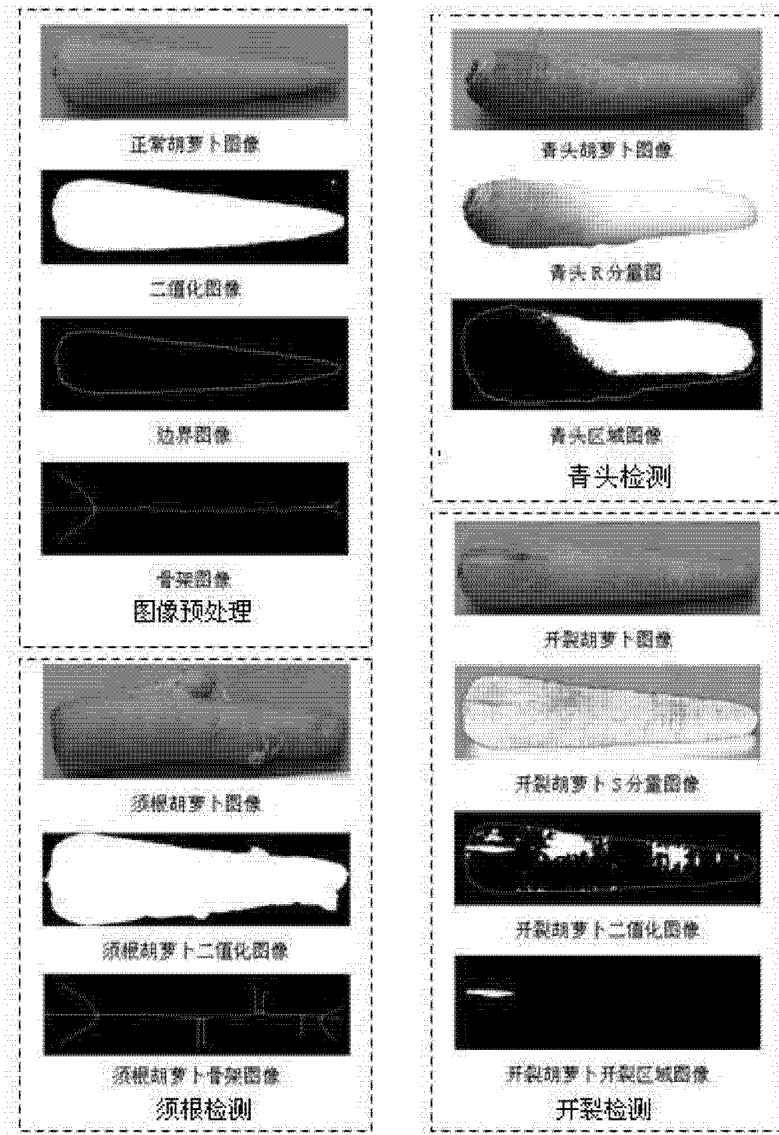 正常胡萝卜图像
二值化图像
边界图像
骨架图像
图像预处理
须根胡萝卜图像
须根胡萝卜二值化图像
须根胡萝卜骨架图像
须根检测
青头胡萝卜图像
青头R分量图
青头区域图像
青头检测
开裂胡萝卜图像
开裂胡萝卜S分量图像
开裂胡萝卜二值化图像
开裂胡萝卜开裂区域图像
开裂检测